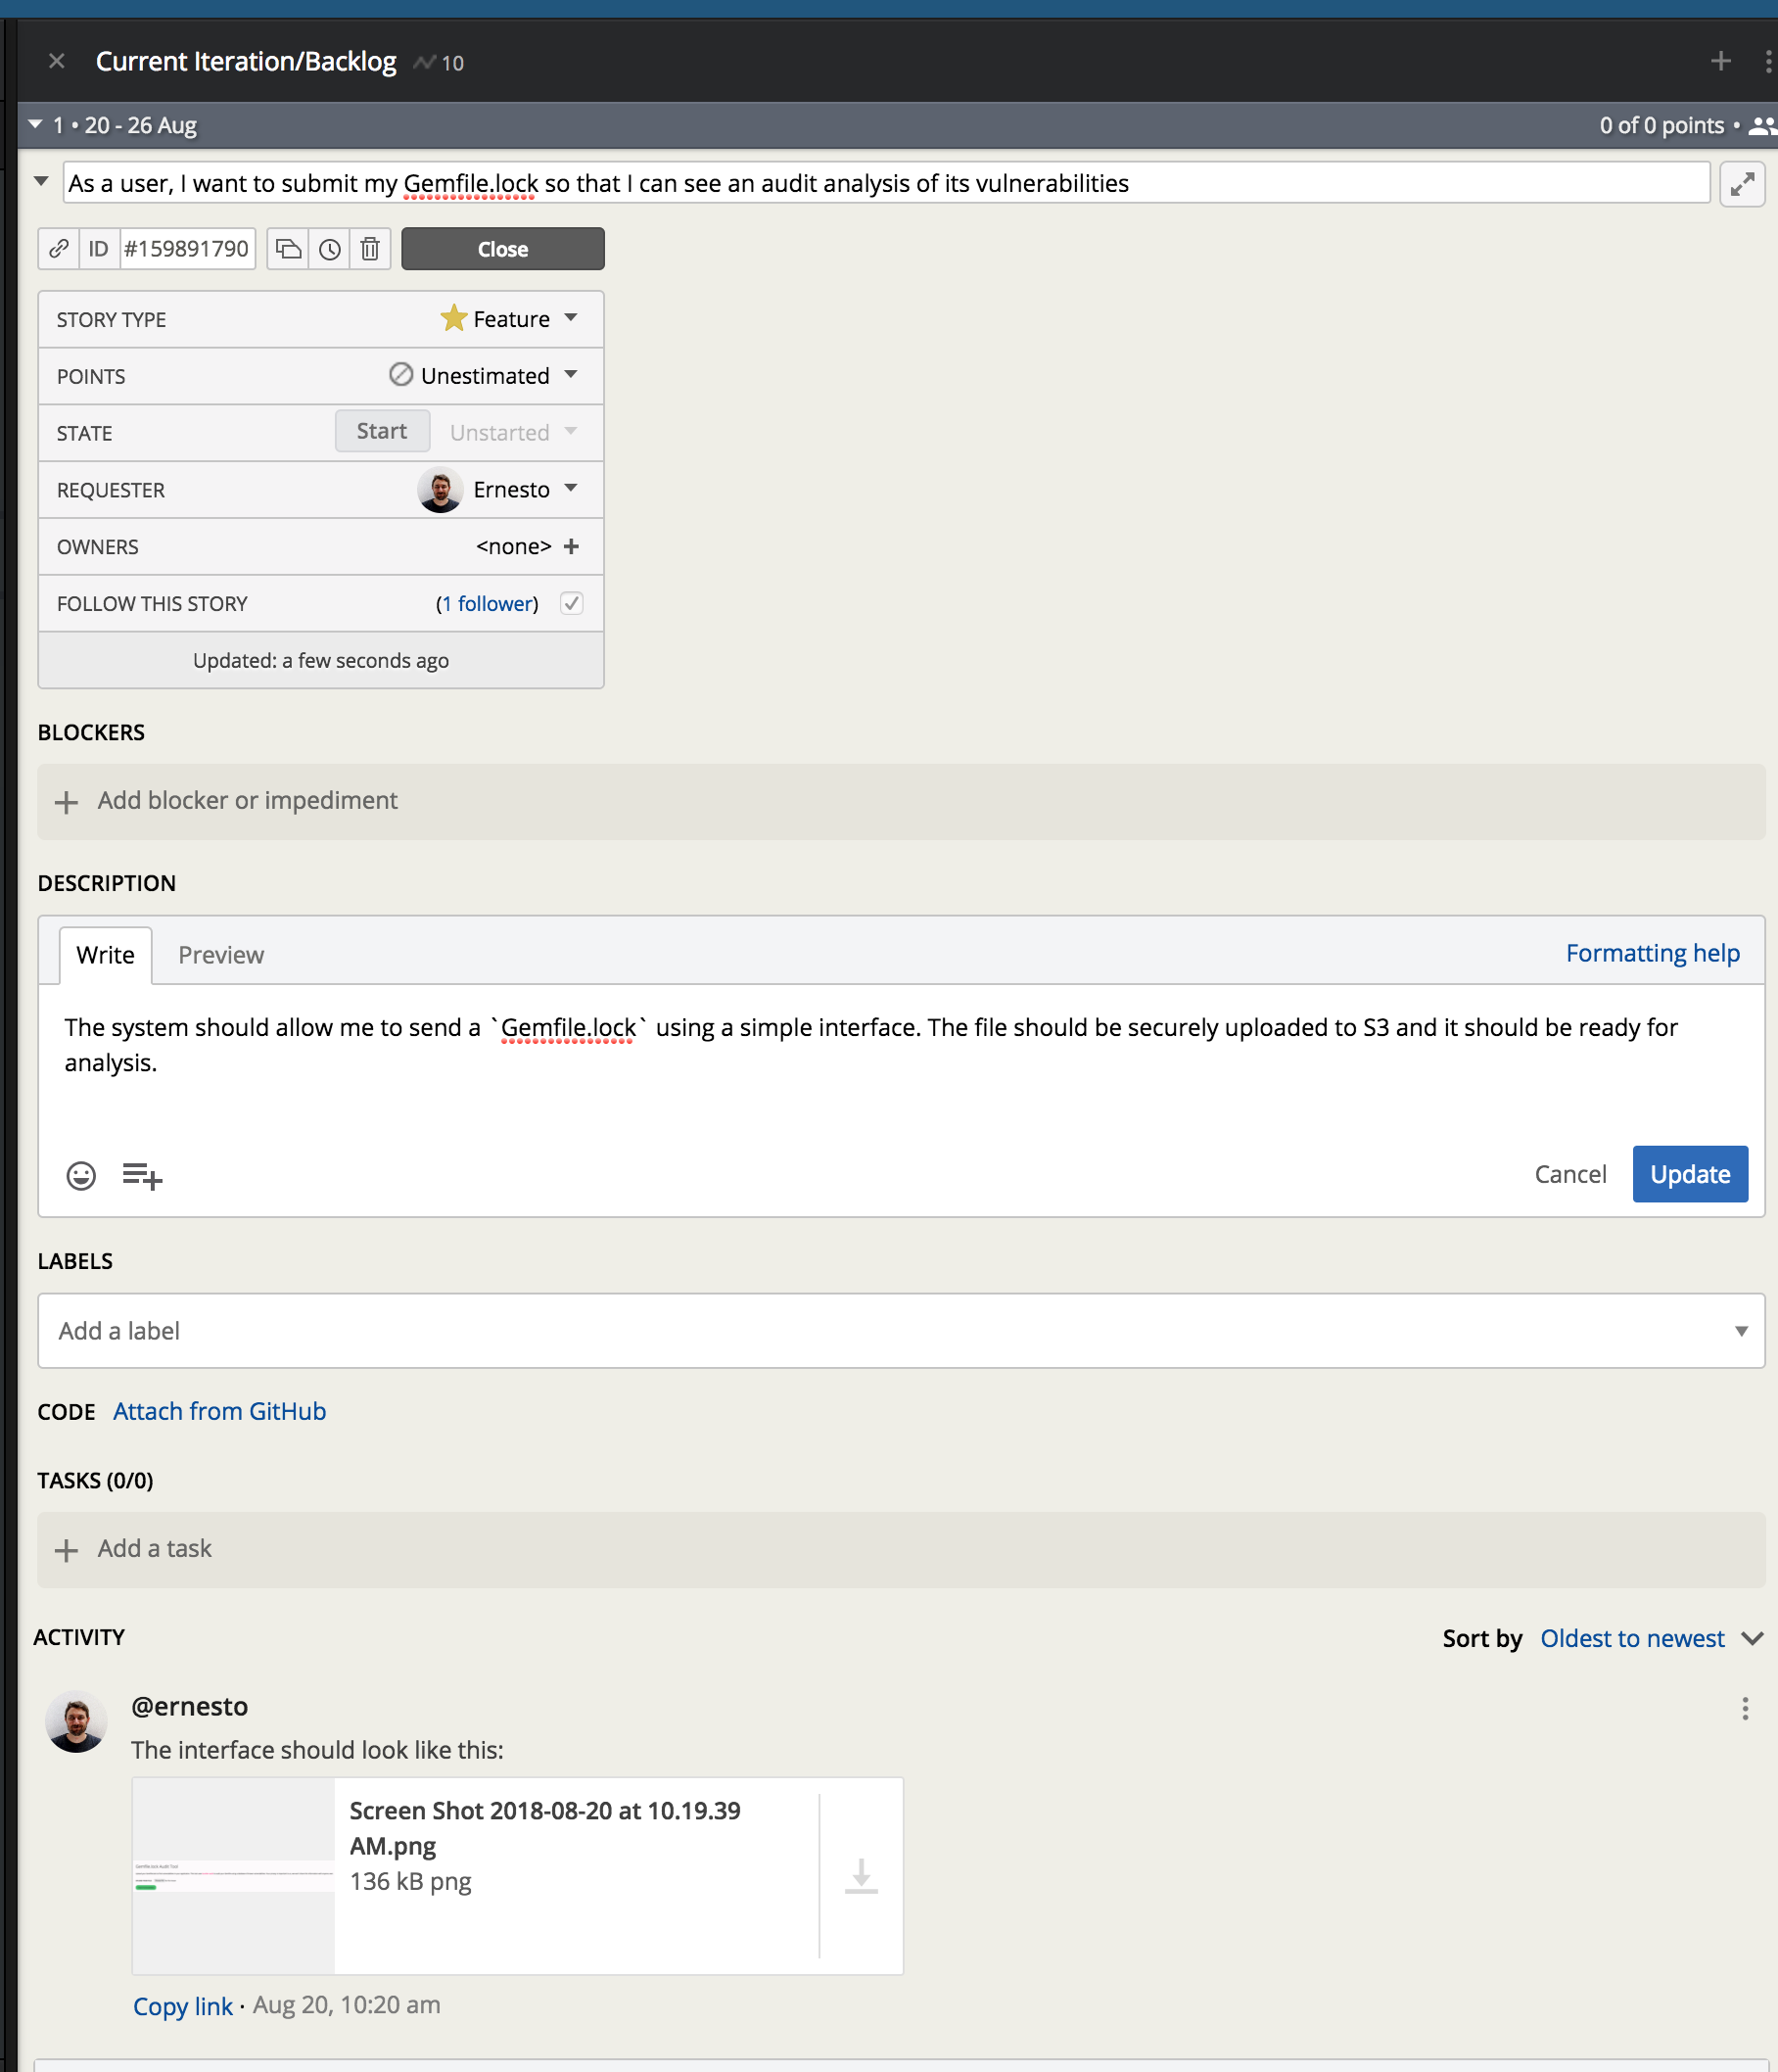 Current Iteration/Backlog 10
1 • 20 - 26 Aug 0 of 0 points •
As a user, I want to submit my Gemfile.lock so that I can see an audit analysis of its vulnerabilities
ID #159891790 Close
STORY TYPE Feature
POINTS Unestimated
STATE Start Unstarted
REQUESTER Ernesto
OWNERS <none>
FOLLOW THIS STORY (1 follower)
Updated: a few seconds ago
BLOCKERS
Add blocker or impediment
DESCRIPTION
Write Preview Formatting help
The system should allow me to send a `Gemfile.lock` using a simple interface. The file should be securely uploaded to S3 and it should be ready for
analysis.
Cancel Update
LABELS
Add a label
CODE Attach from GitHub
TASKS (0/0)
Add a task
ACTIVITY Sort by Oldest to newest
@ernesto
The interface should look like this:
Screen Shot 2018-08-20 at 10.19.39
AM.png
136 kB png
Gemfile.lock Audit Tool
Copy link · Aug 20, 10:20 am